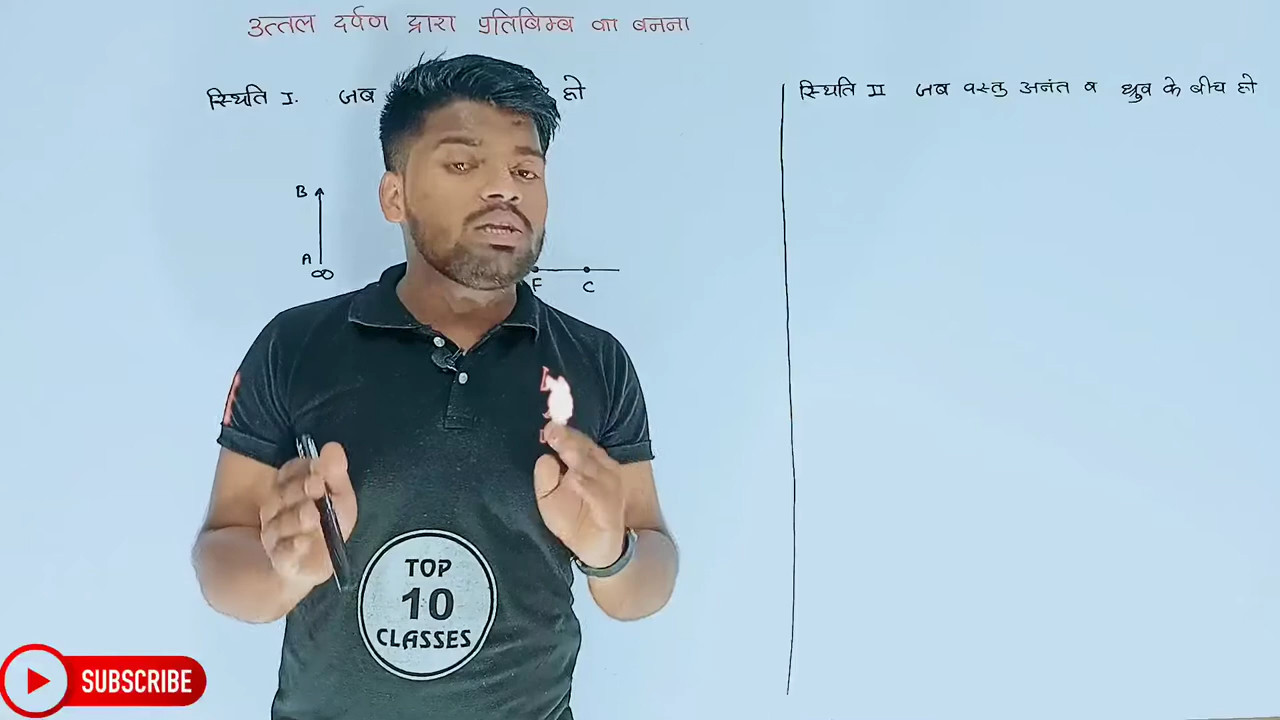 उत्तल दर्पण द्वारा प्रतिबिम्ब का बनना
स्थिति I. जब हो
B
A
∞
F C
स्थिति II जब वस्तु अनंत व ध्रुव के बीच हो
TOP
10
CLASSES
SUBSCRIBE